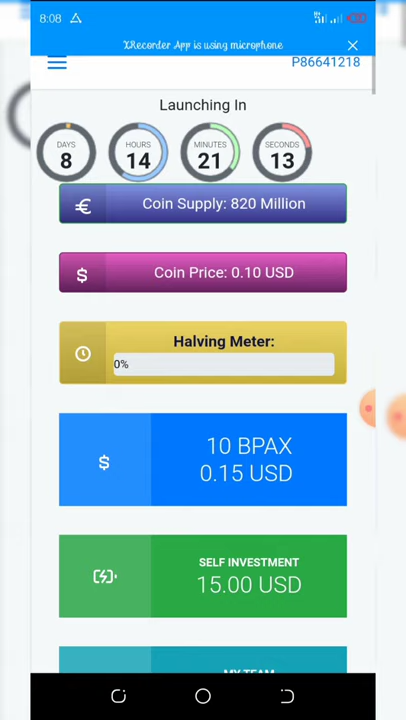 8:08
XRecorder App is using microphone
P86641218
Launching In
DAYS
8
HOURS
14
MINUTES
21
SECONDS
13
Coin Supply: 820 Million
Coin Price: 0.10 USD
Halving Meter:
0%
10 BPAX
0.15 USD
SELF INVESTMENT
15.00 USD
MY TEAM